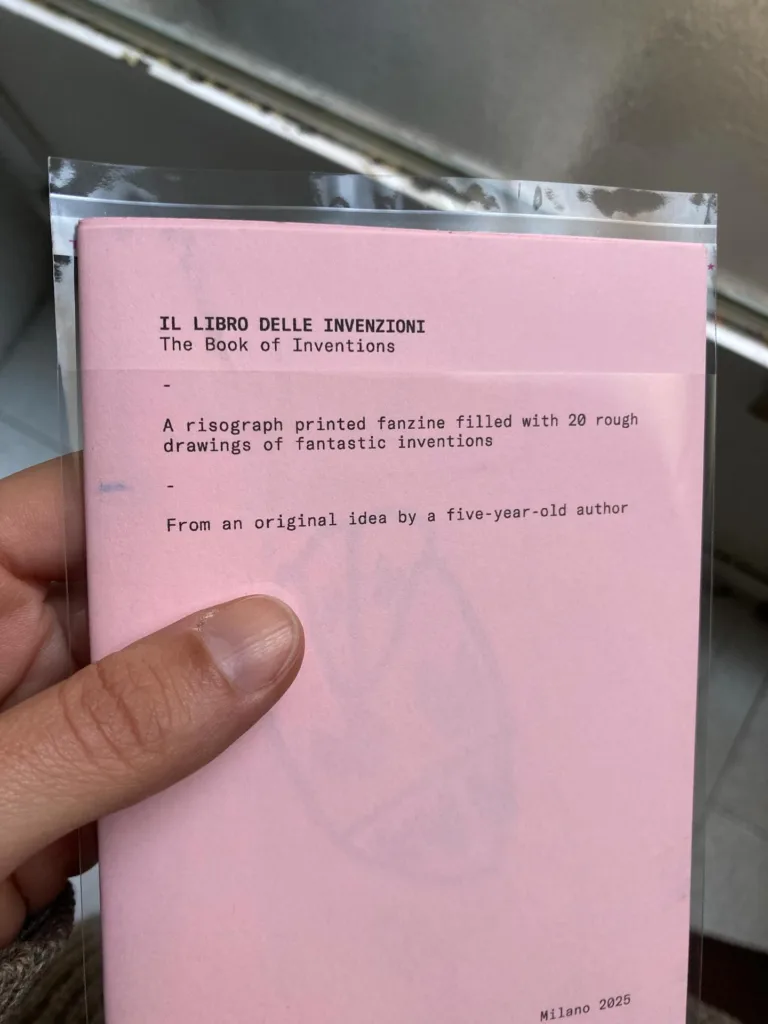 IL LIBRO DELLE INVENZIONI
The Book of Inventions
-
A risograph printed fanzine filled with 20 rough
drawings of fantastic inventions
-
From an original idea by a five-year-old author
Milano 2025